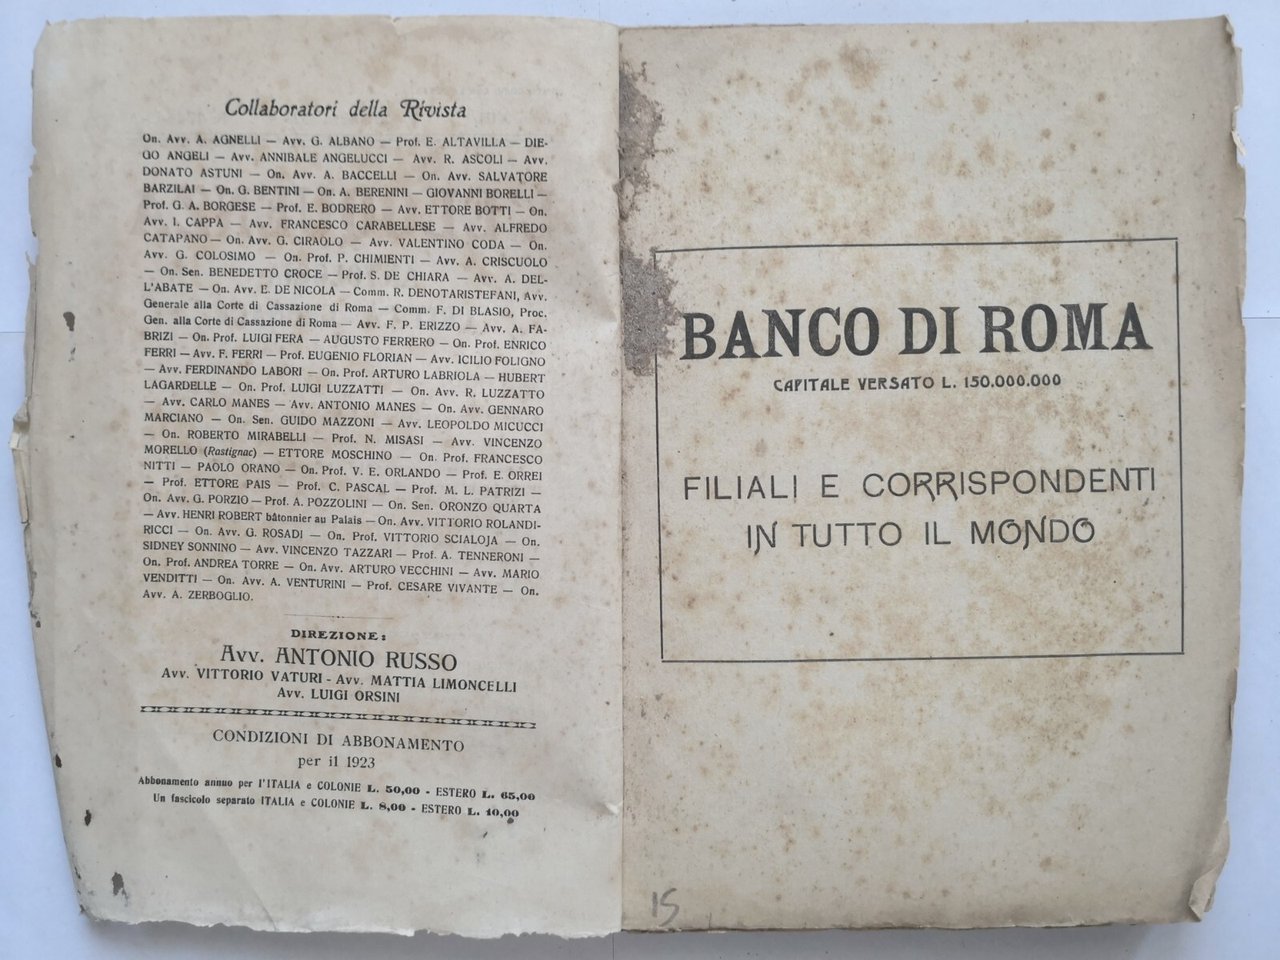 Collaboratori della Rivista
On. Avv. A. AGNELLI — Avv. G. ALBANO — Prof. E. ALTAVILLA — DIE-
GO ANGELI — Avv. ANNIBALE ANGELUCCI — Avv. R. ASCOLI — Avv.
DONATO ASTUNI — On. Avv. A. BACCELLI — On. Avv. SALVATORE
BARZILAI — On. G. BENTINI — On. A. BERENINI — GIOVANNI BORELLI —
Prof. G. A. BORGESE — Prof. E. BODRERO — Avv. ETTORE BOTTI — On.
Avv. I. CAPPA — Avv. FRANCESCO CARABELLESE — Avv. ALFREDO
CATAPANO — On. Avv. G. CIRAOLO — Avv. VALENTINO CODA — On.
Avv. G. COLOSIMO — On. Prof. P. CHIMIENTI — Avv. A. CRISCUOLO
— On. Sen. BENEDETTO CROCE — Prof. S. DE CHIARA — Avv. A. DEL-
L'ABATE — On. Avv. E. DE NICOLA — Comm. R. DENOTARISTEFANI, Avv.
Generale alla Corte di Cassazione di Roma — Comm. F. DI BLASIO, Proc.
Gen. alla Corte di Cassazione di Roma — Avv. F. P. ERIZZO — Avv. A. FA-
BRIZI — On. Prof. LUIGI FERA — AUGUSTO FERRERO — On. Prof. ENRICO
FERRI — Avv. F. FERRI — Prof. EUGENIO FLORIAN — Avv. ICILIO FOLIGNO
— Avv. FERDINANDO LABORI — On. Prof. ARTURO LABRIOLA — HUBERT
LAGARDELLE — On. Prof. LUIGI LUZZATTI — On. Avv. R. LUZZATTO
— Avv. CARLO MANES — Avv. ANTONIO MANES — On. Avv. GENNARO
MARCIANO — On. Sen. GUIDO MAZZONI — Avv. LEOPOLDO MICUCCI
— On. ROBERTO MIRABELLI — Prof. N. MISASI — Avv. VINCENZO
MORELLO (Rastignac) — ETTORE MOSCHINO — On. Prof. FRANCESCO
NITTI — PAOLO ORANO — On. Prof. V. E. ORLANDO — Prof. E. ORREI
— Prof. ETTORE PAIS — Prof. C. PASCAL — Prof. M. L. PATRIZI —
On. Avv. G. PORZIO — Prof. A. POZZOLINI — On. Sen. ORONZO QUARTA
— Avv. HENRI ROBERT bâtonnier au Palais — On. Avv. VITTORIO ROLANDI-
RICCI — On. Avv. G. ROSADI — On. Prof. VITTORIO SCIALOJA — On.
SIDNEY SONNINO — Avv. VINCENZO TAZZARI — Prof. A. TENNERONI —
On. Prof. ANDREA TORRE — On. Avv. ARTURO VECCHINI — Avv. MARIO
VENDITTI — On. Avv. A. VENTURINI — Prof. CESARE VIVANTE — On.
Avv. A. ZERBOGLIO.
DIREZIONE:
Avv. ANTONIO RUSSO
Avv. VITTORIO VATURI - Avv. MATTIA LIMONCELLI
Avv. LUIGI ORSINI
CONDIZIONI DI ABBONAMENTO
per il 1923
Abbonamento annuo per l'ITALIA e COLONIE L. 50,00 - ESTERO L. 65,00
Un fascicolo separato ITALIA e COLONIE L. 8,00 - ESTERO L. 10,00
BANCO DI ROMA
CAPITALE VERSATO L. 150.000.000
FILIALI E CORRISPONDENTI
IN TUTTO IL MONDO
15